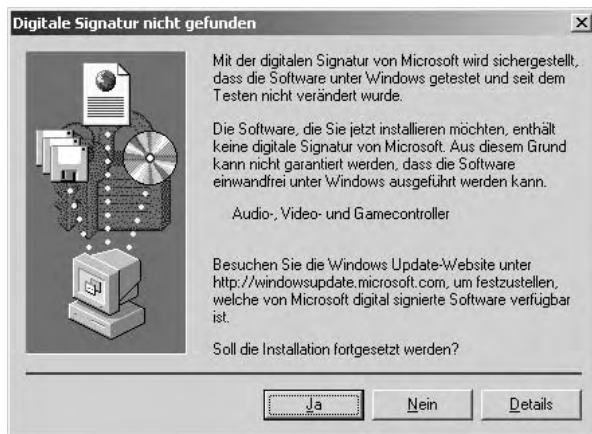 Digitale Signatur nicht gefunden
Mit der digitalen Signatur von Microsoft wird sichergestellt,
dass die Software unter Windows getestet und seit dem
Testen nicht verändert wurde.
Die Software, die Sie jetzt installieren möchten, enthält
keine digitale Signatur von Microsoft. Aus diesem Grund
kann nicht garantiert werden, dass die Software
einwandfrei unter Windows ausgeführt werden kann.
Audio-, Video- und Gamecontroller
Besuchen Sie die Windows Update-Website unter
http://windowsupdate.microsoft.com, um festzustellen,
welche von Microsoft digital signierte Software verfügbar
ist.
Soll die Installation fortgesetzt werden?
Ja
Nein
Details